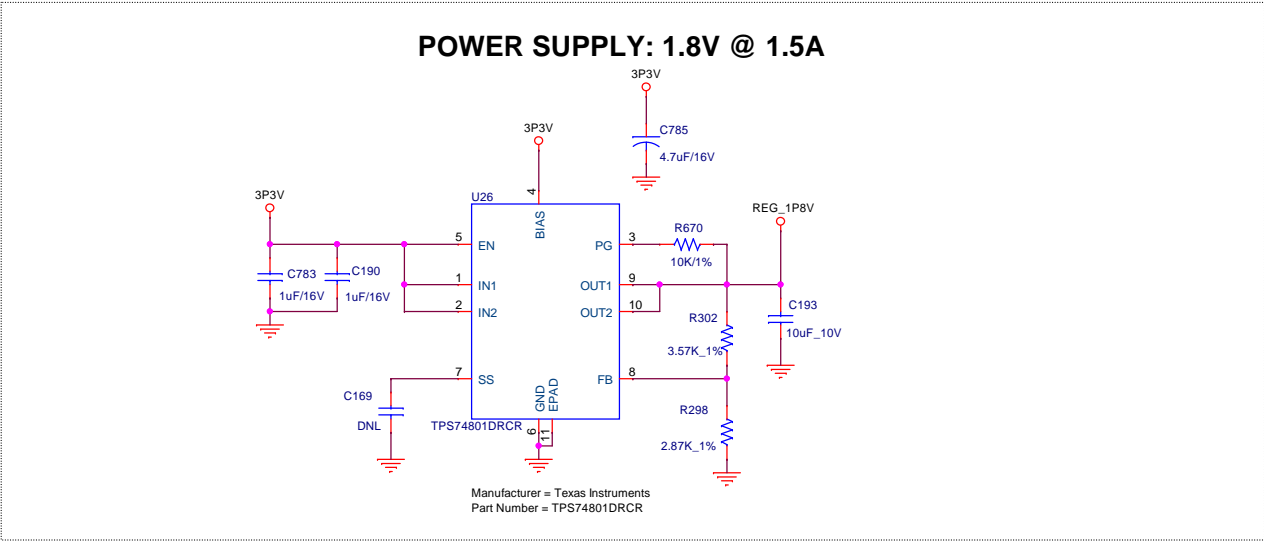 POWER SUPPLY: 1.8V @ 1.5A
3P3V
C785
4.7uF/16V
3P3V
3P3V
U26
4
BIAS
REG_1P8V
5
EN
PG
3
R670
10K/1%
C783
1uF/16V
C190
1uF/16V
1
IN1
OUT1
9
2
IN2
OUT2
10
C193
10uF_10V
R302
3.57K_1%
7
SS
FB
8
C169
DNL
GND
EPAD
TPS74801DRCR
6
11
R298
2.87K_1%
Manufacturer = Texas Instruments
Part Number = TPS74801DRCR